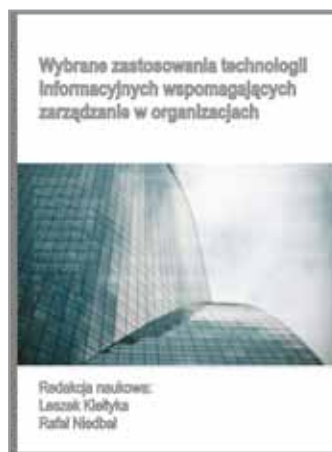 Wybrane zastosowania technologii
informacyjnych wspomagających
zarządzanie w organizacjach
Redakcja naukowa:
Leszek Kiełtyka
Rafał Niedbał